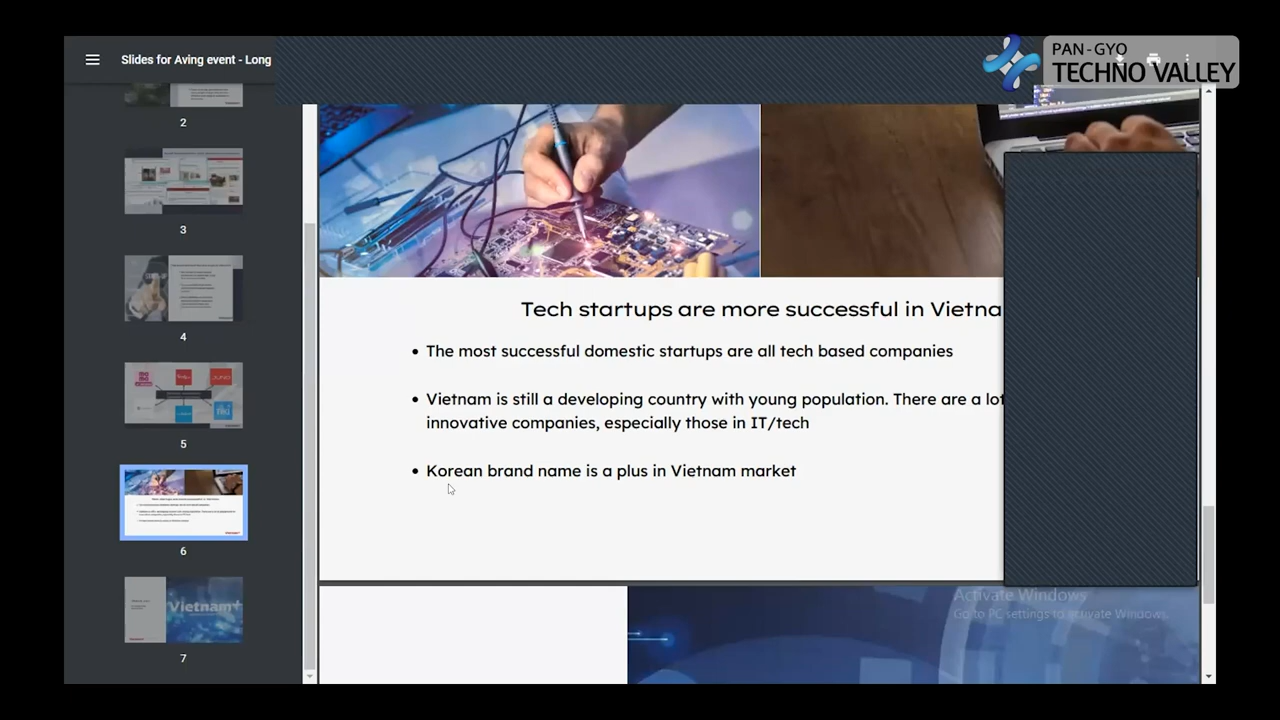 Slides for Aving event - Long
PAN-GYO
TECHNO VALLEY
2
3
4
5
6
Vietnam+
7
Tech startups are more successful in Vietna
The most successful domestic startups are all tech based companies
Vietnam is still a developing country with young population. There are a lot
innovative companies, especially those in IT/tech
Korean brand name is a plus in Vietnam market
Activate Windows
Go to PC settings to activate Windows.